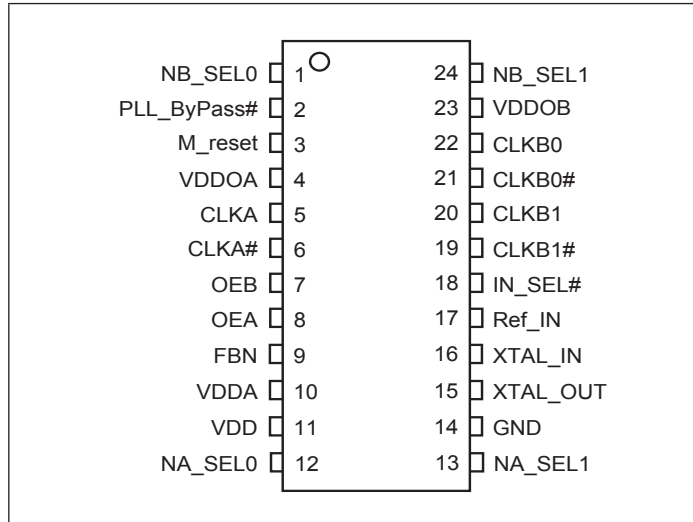 NB_SEL0 1 24 NB_SEL1
PLL_ByPass# 2 23 VDDOB
M_reset 3 22 CLKB0
VDDOA 4 21 CLKB0#
CLKA 5 20 CLKB1
CLKA# 6 19 CLKB1#
OEB 7 18 IN_SEL#
OEA 8 17 Ref_IN
FBN 9 16 XTAL_IN
VDDA 10 15 XTAL_OUT
VDD 11 14 GND
NA_SEL0 12 13 NA_SEL1